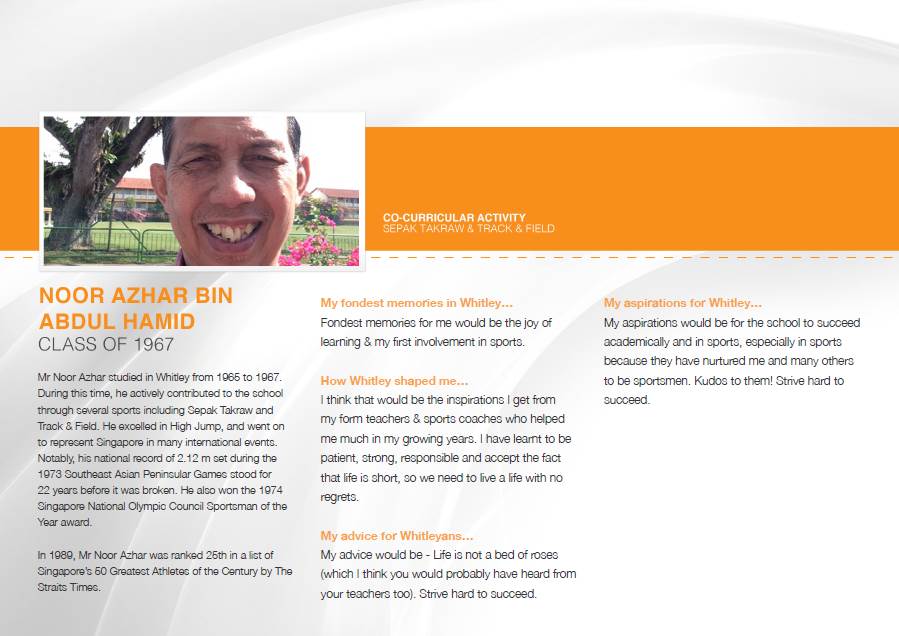 CO-CURRICULAR ACTIVITY
SEPAK TAKRAW & TRACK & FIELD
NOOR AZHAR BIN
ABDUL HAMID
CLASS OF 1967
Mr Noor Azhar studied in Whitley from 1965 to 1967.
During this time, he actively contributed to the school
through several sports including Sepak Takraw and
Track & Field. He excelled in High Jump, and went on
to represent Singapore in many international events.
Notably, his national record of 2.12 m set during the
1973 Southeast Asian Peninsular Games stood for
22 years before it was broken. He also won the 1974
Singapore National Olympic Council Sportsman of the
Year award.
In 1989, Mr Noor Azhar was ranked 25th in a list of
Singapore's 50 Greatest Athletes of the Century by The
Straits Times.
My fondest memories in Whitley...
Fondest memories for me would be the joy of
learning & my first involvement in sports.
How Whitley shaped me...
I think that would be the inspirations I get from
my form teachers & sports coaches who helped
me much in my growing years. I have learnt to be
patient, strong, responsible and accept the fact
that life is short, so we need to live a life with no
regrets.
My advice for Whitleyans...
My advice would be - Life is not a bed of roses
(which I think you would probably have heard from
your teachers too). Strive hard to succeed.
My aspirations for Whitley...
My aspirations would be for the school to succeed
academically and in sports, especially in sports
because they have nurtured me and many others
to be sportsmen. Kudos to them! Strive hard to
succeed.